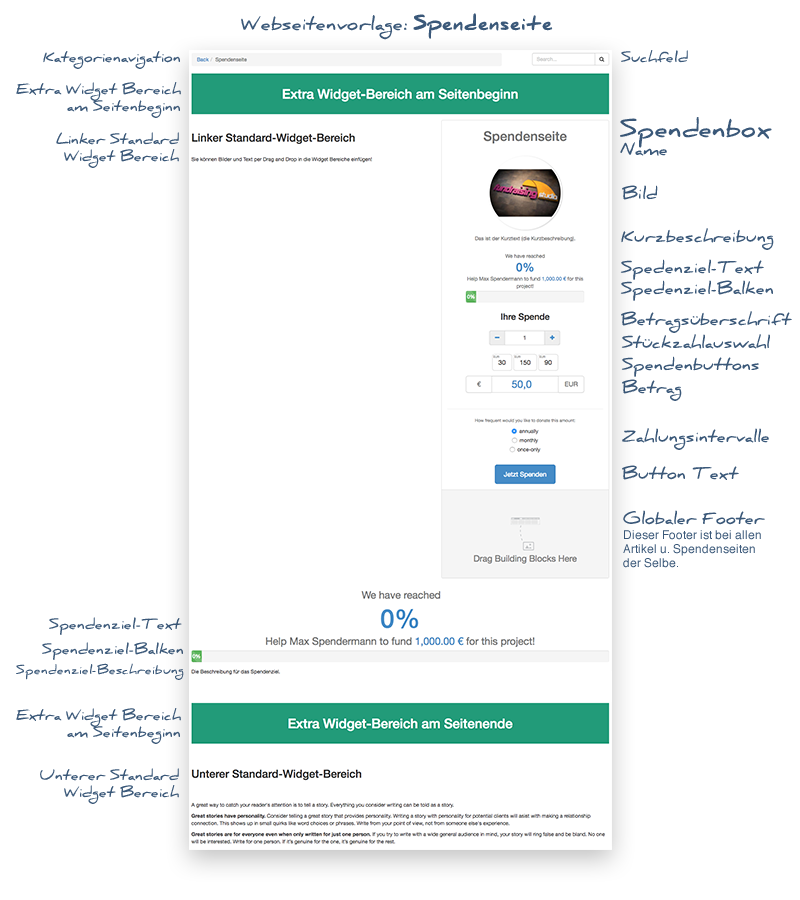 Webseitenvorlage: Spendenseite
Kategorienavigation
Back / Spendenseite
Search...
Suchfeld
Extra Widget Bereich
am Seitenbeginn
Extra Widget-Bereich am Seitenbeginn
Linker Standard
Widget Bereich
Linker Standard-Widget-Bereich
Sie können Bilder und Text per Drag and Drop in die Widget Bereiche einfügen!
Spendenseite
Spendenbox
Name
fundraising
studio
Bild
Das ist der Kurztext (die Kurzbeschreibung).
Kurzbeschreibung
We have reached
0%
Help Max Spendermann to fund 1,000.00 € for this
project!
Spedenziel-Text
0%
Spedenziel-Balken
Ihre Spende
Betragsüberschrift
− 1 +
Stückzahlauswahl
EUR EUR EUR
30 150 90
Spendenbuttons
€ 50,0 EUR
Betrag
How frequent would you like to donate this amount:
annually
monthly
once-only
Zahlungsintervalle
Jetzt Spenden
Button Text
Drag Building Blocks Here
Globaler Footer
Dieser Footer ist bei allen
Artikel u. Spendenseiten
der Selbe.
We have reached
0%
Help Max Spendermann to fund 1,000.00 € for this project!
Spendenziel-Text
0%
Spendenziel-Balken
Spendenziel-Beschreibung
Die Beschreibung für das Spendenziel.
Extra Widget Bereich
am Seitenbeginn
Extra Widget-Bereich am Seitenende
Unterer Standard
Widget Bereich
Unterer Standard-Widget-Bereich
A great way to catch your reader's attention is to tell a story. Everything you consider writing can be told as a story.
Great stories have personality. Consider telling a great story that provides personality. Writing a story with personality for potential clients will asist with making a relationship
connection. This shows up in small quirks like word choices or phrases. Write from your point of view, not from someone else's experience.
Great stories are for everyone even when only written for just one person. If you try to write with a wide general audience in mind, your story will ring false and be bland. No one
will be interested. Write for one person. If it's genuine for the one, it's genuine for the rest.